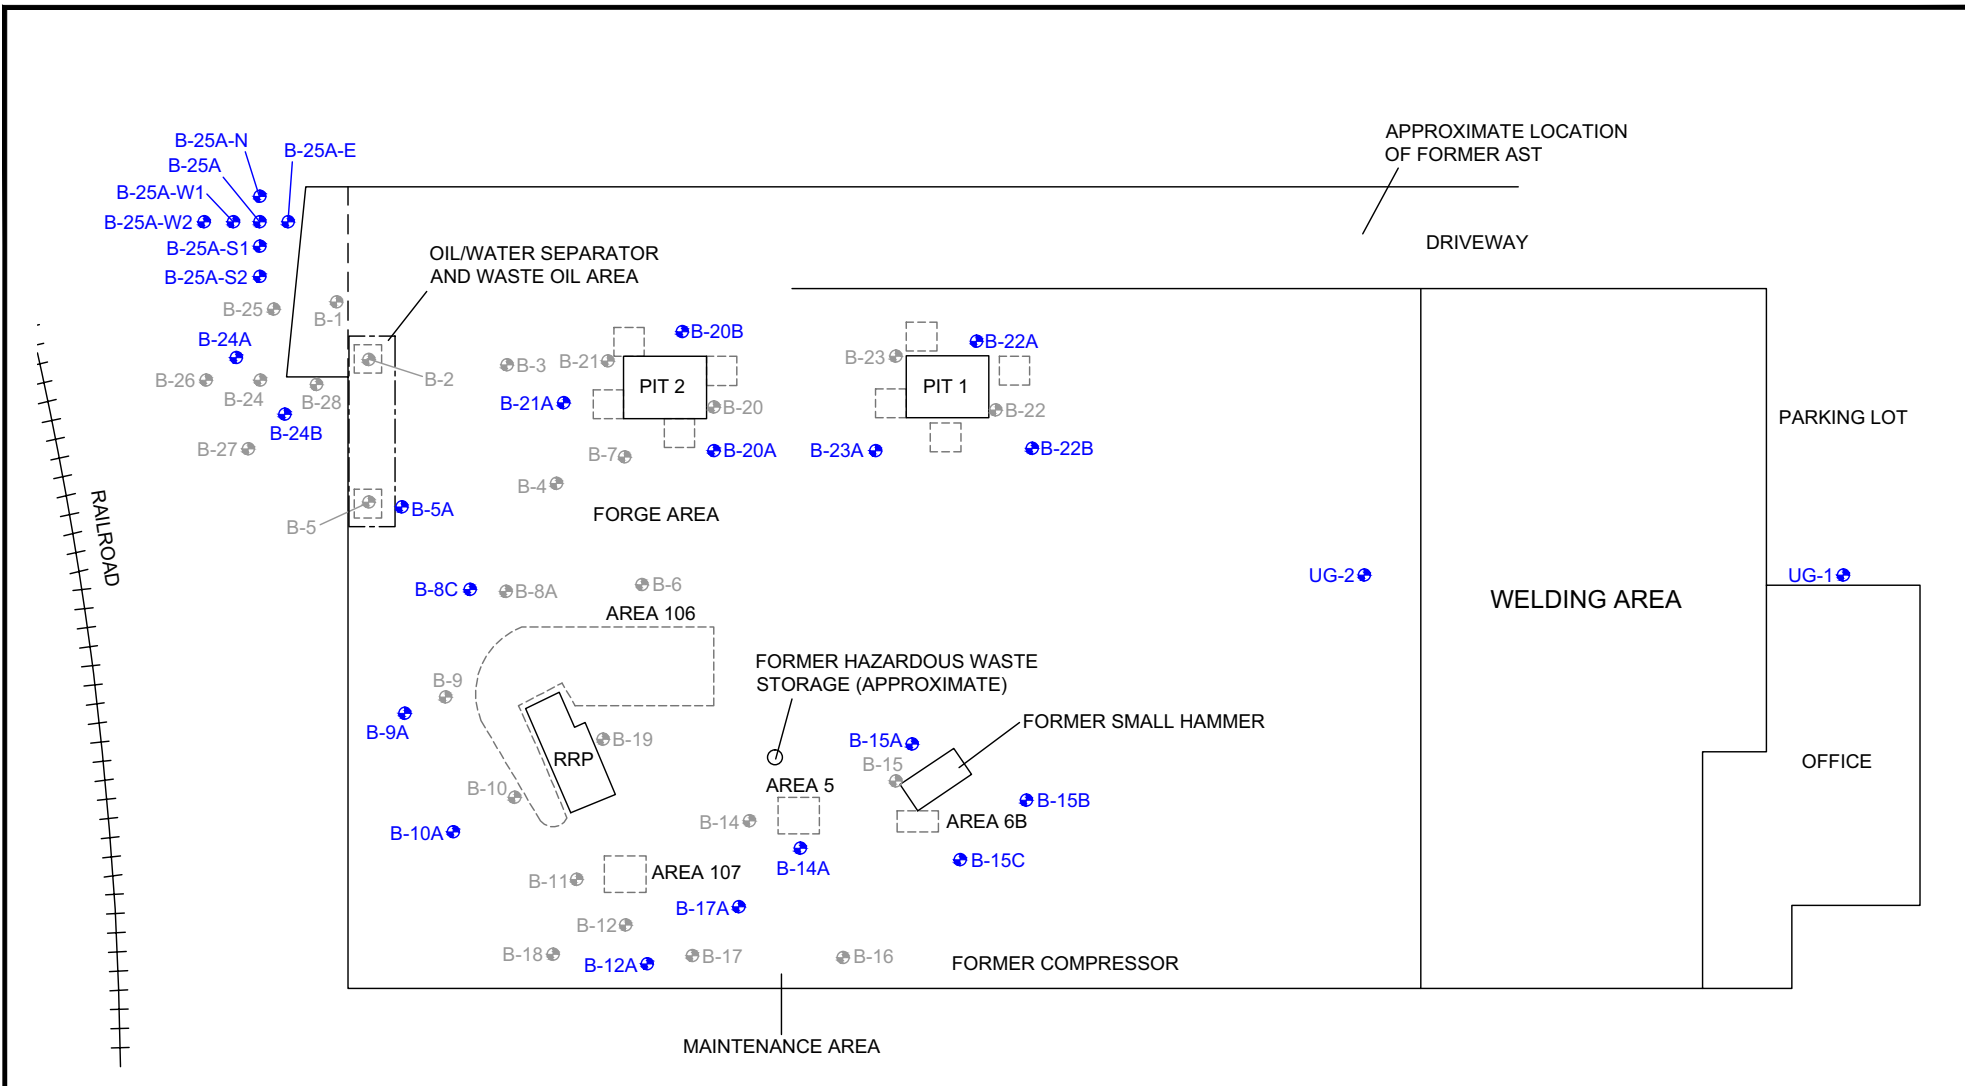 B-25A-N
B-25A-E
B-25A
B-25A-W1
B-25A-W2
B-25A-S1
B-25A-S2
B-25
B-1
B-24A
B-26
B-24
B-28
B-24B
B-27
RAILROAD
APPROXIMATE LOCATION
OF FORMER AST
DRIVEWAY
OIL/WATER SEPARATOR
AND WASTE OIL AREA
B-2
B-3
B-21
B-20B
PIT 2
B-20
B-21A
B-20A
B-7
B-4
B-23
B-22A
PIT 1
B-22
B-23A
B-22B
PARKING LOT
B-5
B-5A
FORGE AREA
B-8C
B-8A
B-6
AREA 106
UG-2
WELDING AREA
UG-1
OFFICE
B-9
B-9A
B-19
RRP
B-10
B-10A
FORMER HAZARDOUS WASTE
STORAGE (APPROXIMATE)
FORMER SMALL HAMMER
B-15A
B-15
AREA 5
B-14
B-14A
B-15B
AREA 6B
B-15C
B-11
AREA 107
B-17A
B-12
B-18
B-12A
B-17
B-16
FORMER COMPRESSOR
MAINTENANCE AREA